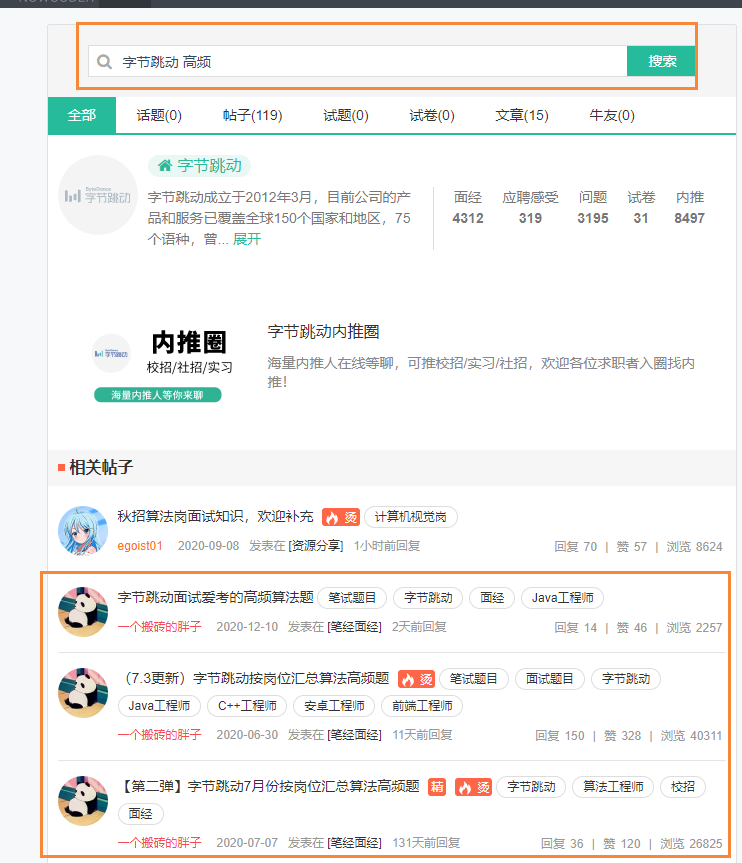 字节跳动 高频
搜索
全部 话题(0) 帖子(119) 试题(0) 试卷(0) 文章(15) 牛友(0)
ByteDance
字节跳动
字节跳动
字节跳动成立于2012年3月，目前公司的产
品和服务已覆盖全球150个国家和地区，75
个语种，曾... 展开
面经 应聘感受 问题 试卷 内推
4312 319 3195 31 8497
字节跳动
内推圈
校招/社招/实习
海量内推人等你来聊
字节跳动内推圈
海量内推人在线等聊，可推校招/实习/社招，欢迎各位求职者入圈找内
推！
相关帖子
秋招算法岗面试知识，欢迎补充 烫 计算机视觉岗
egoist01 2020-09-08 发表在 [资源分享] 1小时前回复 回复 70 | 赞 57 | 浏览 8624
字节跳动面试爱考的高频算法题 笔试题目 字节跳动 面经 Java工程师
一个搬砖的胖子 2020-12-10 发表在 [笔经面经] 2天前回复 回复 14 | 赞 46 | 浏览 2257
（7.3更新）字节跳动按岗位汇总算法高频题 烫 笔试题目 面试题目 字节跳动
Java工程师 C++工程师 安卓工程师 前端工程师
一个搬砖的胖子 2020-06-30 发表在 [笔经面经] 11天前回复 回复 150 | 赞 328 | 浏览 40311
【第二弹】字节跳动7月份按岗位汇总算法高频题 精 烫 字节跳动 算法工程师 校招
面经
一个搬砖的胖子 2020-07-07 发表在 [笔经面经] 131天前回复 回复 36 | 赞 120 | 浏览 26825